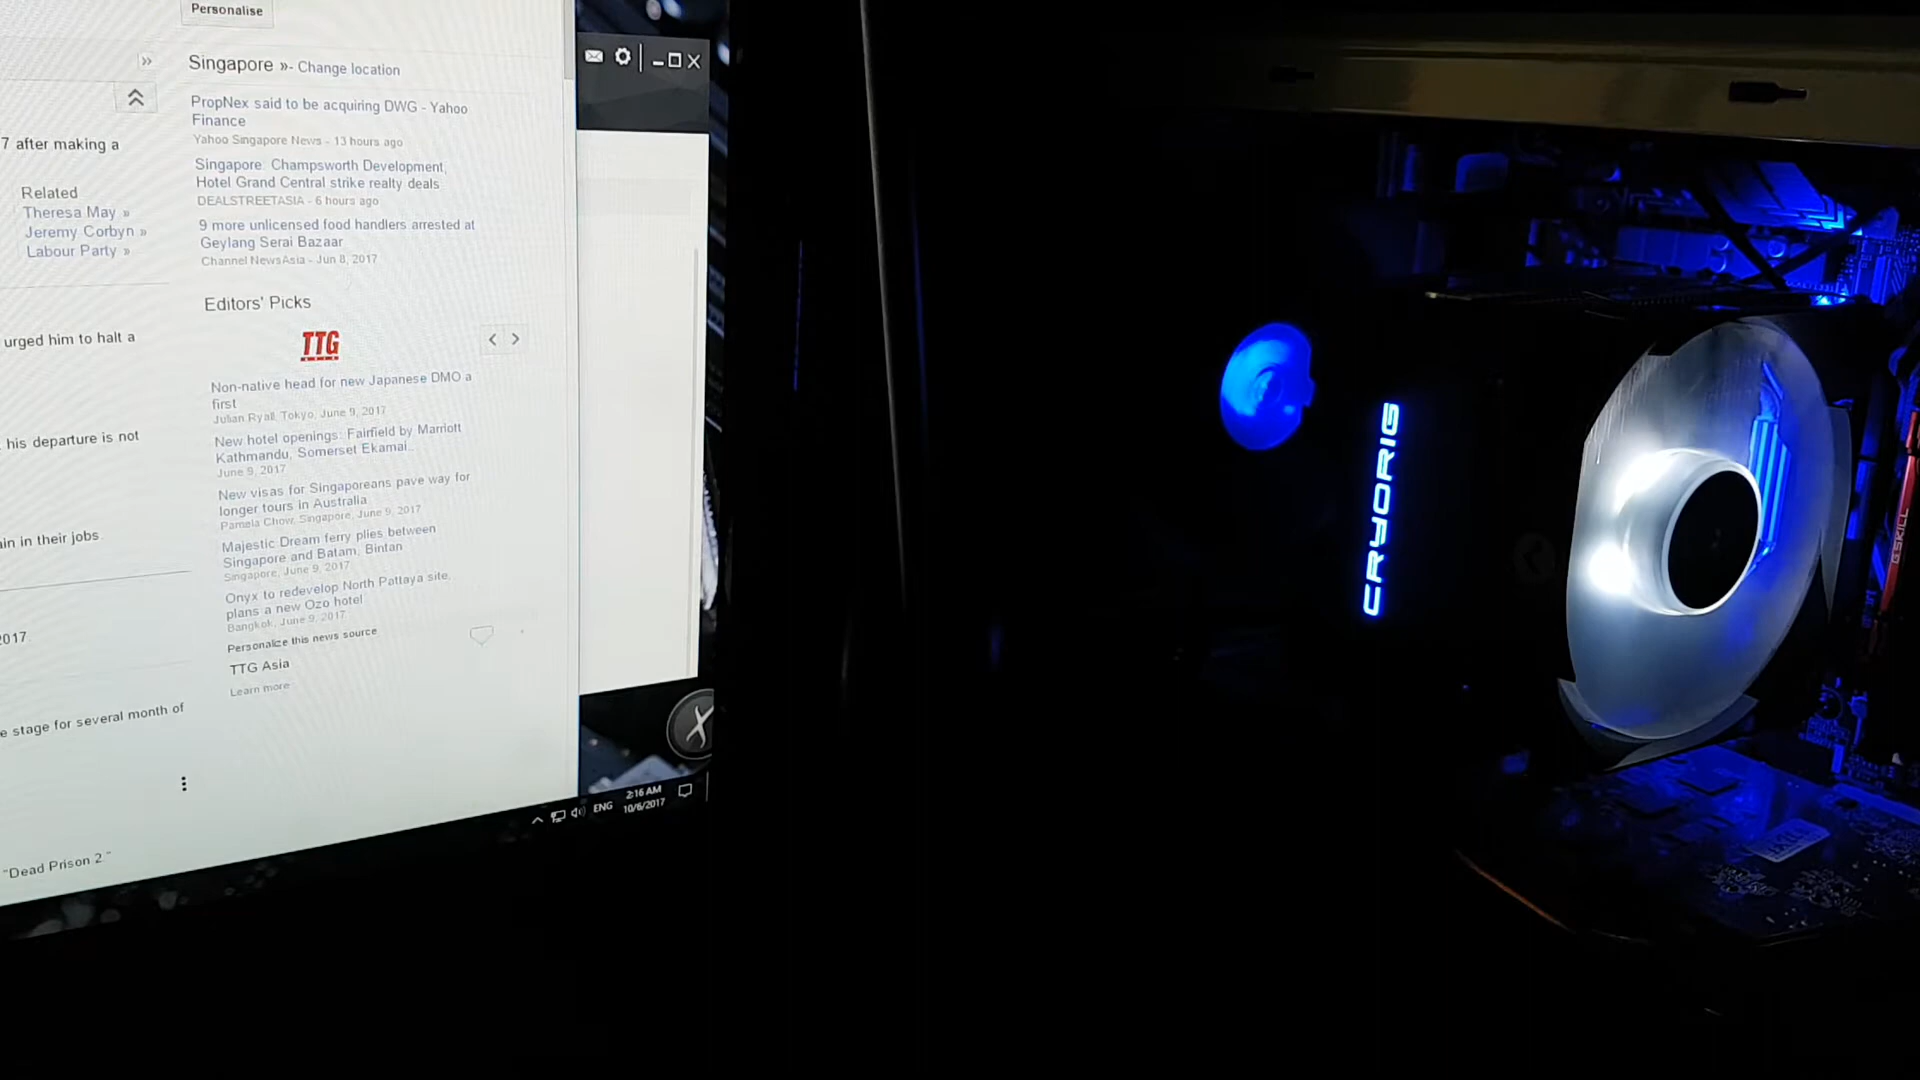 Personalise
Singapore »- Change location
PropNex said to be acquiring DWG - Yahoo
Finance
Yahoo Singapore News - 13 hours ago
Singapore: Champsworth Development,
Hotel Grand Central strike realty deals
DEALSTREETASIA - 6 hours ago
9 more unlicensed food handlers arrested at
Geylang Serai Bazaar
Channel NewsAsia - Jun 8, 2017
Editors' Picks
TTG
Non-native head for new Japanese DMO a
first
Julian Ryall, Tokyo, June 9, 2017
New hotel openings: Fairfield by Marriott
Kathmandu, Somerset Ekamai...
June 9, 2017
New visas for Singaporeans pave way for
longer tours in Australia
Pamela Chow, Singapore, June 9, 2017
Majestic Dream ferry plies between
Singapore and Batam, Bintan
Singapore, June 9, 2017
Onyx to redevelop North Pattaya site,
plans a new Ozo hotel
Bangkok, June 9, 2017
Personalize this news source
TTG Asia
Learn more
7 after making a
Related
Theresa May »
Jeremy Corbyn »
Labour Party »
urged him to halt a
his departure is not
in their jobs.
2017.
stage for several month of
"Dead Prison 2."
ENG
2:16 AM
10/6/2017
CRYORIG
G.SKILL